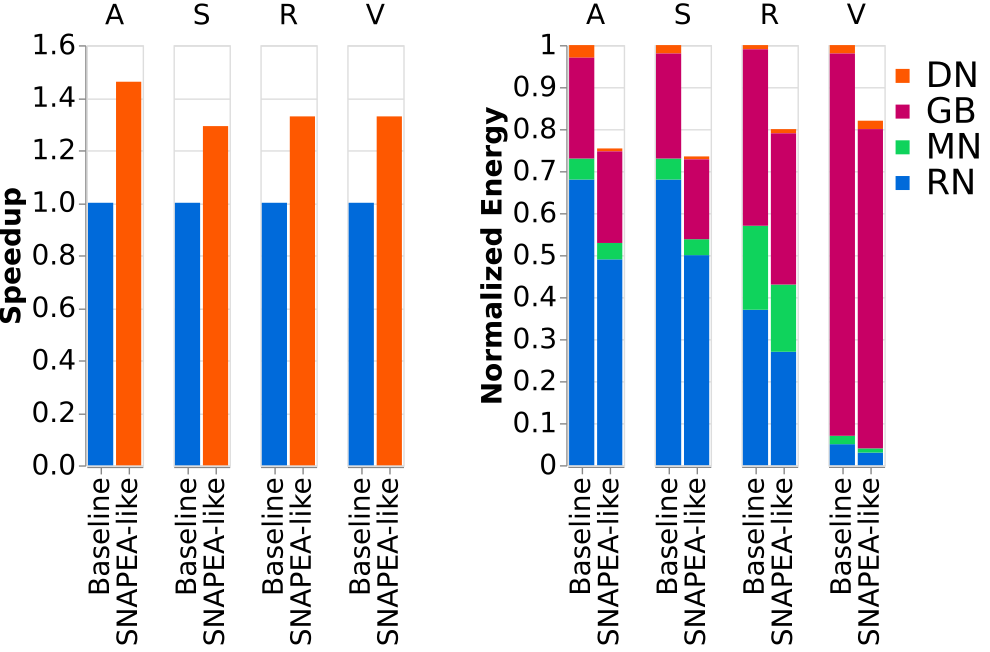 A S R V
Speedup
1.6
1.4
1.2
1.0
0.8
0.6
0.4
0.2
0.0
Baseline
SNAPEA-like
Baseline
SNAPEA-like
Baseline
SNAPEA-like
Baseline
SNAPEA-like
A S R V
Normalized Energy
1
0.9
0.8
0.7
0.6
0.5
0.4
0.3
0.2
0.1
0
Baseline
SNAPEA-like
Baseline
SNAPEA-like
Baseline
SNAPEA-like
Baseline
SNAPEA-like
DN
GB
MN
RN